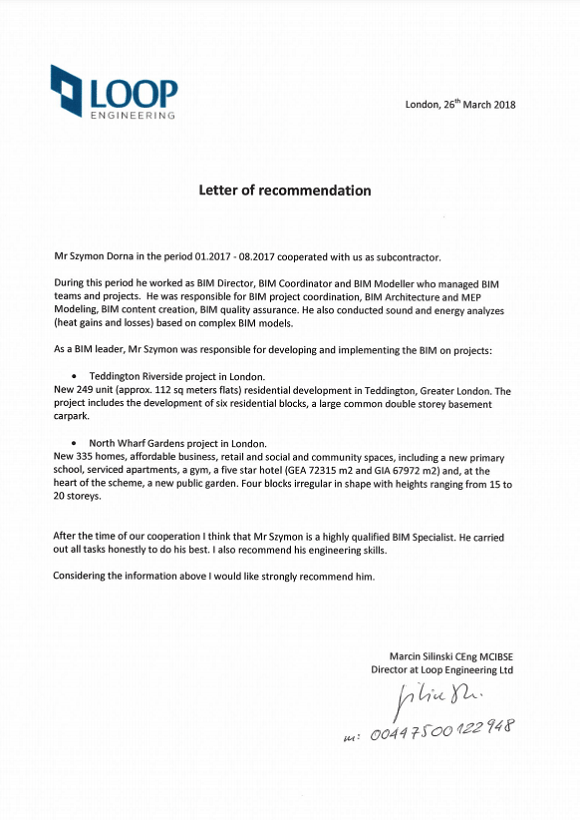 LOOP
ENGINEERING
London, 26th March 2018
Letter of recommendation
Mr Szymon Dorna in the period 01.2017 - 08.2017 cooperated with us as subcontractor.
During this period he worked as BIM Director, BIM Coordinator and BIM Modeller who managed BIM
teams and projects.  He was responsible for BIM project coordination, BIM Architecture and MEP
Modeling, BIM content creation, BIM quality assurance. He also conducted sound and energy analyzes
(heat gains and losses) based on complex BIM models.
As a BIM leader, Mr Szymon was responsible for developing and implementing the BIM on projects:
• Teddington Riverside project in London.
New 249 unit (approx. 112 sq meters flats) residential development in Teddington, Greater London. The
project includes the development of six residential blocks, a large common double storey basement
carpark.
• North Wharf Gardens project in London.
New 335 homes, affordable business, retail and social and community spaces, including a new primary
school, serviced apartments, a gym, a five star hotel (GEA 72315 m2 and GIA 67972 m2) and, at the
heart of the scheme, a new public garden. Four blocks irregular in shape with heights ranging from 15 to
20 storeys.
After the time of our cooperation I think that Mr Szymon is a highly qualified BIM Specialist. He carried
out all tasks honestly to do his best. I also recommend his engineering skills.
Considering the information above I would like strongly recommend him.
Marcin Silinski CEng MCIBSE
Director at Loop Engineering Ltd
m: 00447500122948